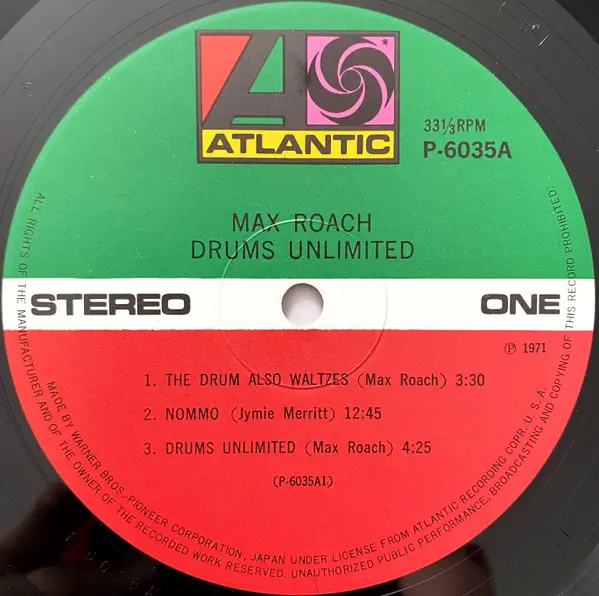 ATLANTIC
33⅓RPM
P-6035A
MAX ROACH
DRUMS UNLIMITED
STEREO
ONE
Ⓟ 1971
1. THE DRUM ALSO WALTZES (Max Roach) 3:30
2. NOMMO (Jymie Merritt) 12:45
3. DRUMS UNLIMITED (Max Roach) 4:25
(P-6035A1)
ALL RIGHTS OF THE MANUFACTURER AND OF THE OWNER OF THE RECORDED WORK RESERVED. UNAUTHORIZED PUBLIC PERFORMANCE, BROADCASTING AND COPYING OF THIS RECORD PROHIBITED.
MADE BY WARNER BROS., PIONEER CORPORATION, JAPAN UNDER LICENSE FROM ATLANTIC RECORDING CORP. U. S. A.